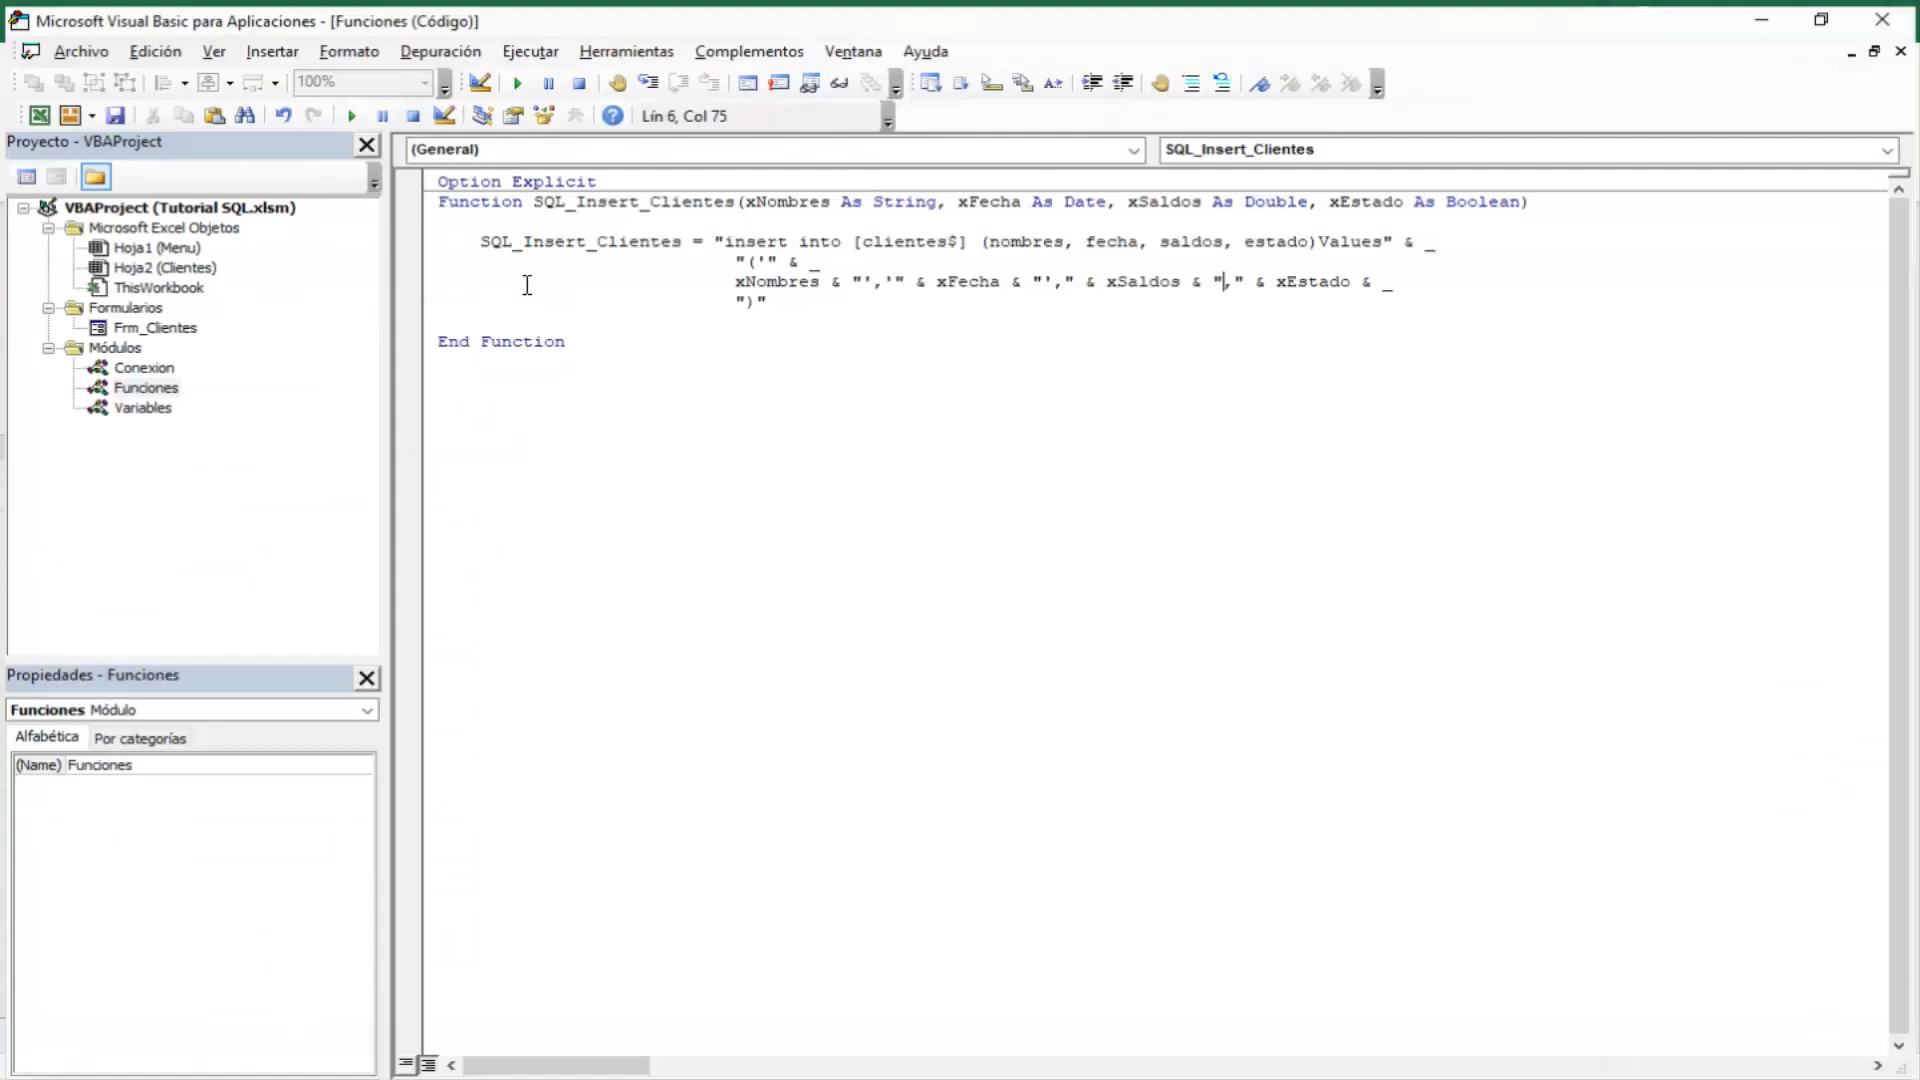 Microsoft Visual Basic para Aplicaciones - [Funciones (Código)]
Archivo Edición Ver Insertar Formato Depuración Ejecutar Herramientas Complementos Ventana Ayuda
100%
Lín 6, Col 75
Proyecto - VBAProject
(General)
SQL_Insert_Clientes
VBAProject (Tutorial SQL.xlsm)
Microsoft Excel Objetos
Hoja1 (Menu)
Hoja2 (Clientes)
ThisWorkbook
Formularios
Frm_Clientes
Módulos
Conexion
Funciones
Variables
Option Explicit
Function SQL_Insert_Clientes(xNombres As String, xFecha As Date, xSaldos As Double, xEstado As Boolean)
SQL_Insert_Clientes = "insert into [clientes$] (nombres, fecha, saldos, estado)Values" & _
"('" & _
xNombres & "','" & xFecha & "'," & xSaldos & "," & xEstado & _
")"
End Function
Propiedades - Funciones
Funciones Módulo
Alfabética Por categorías
(Name) Funciones